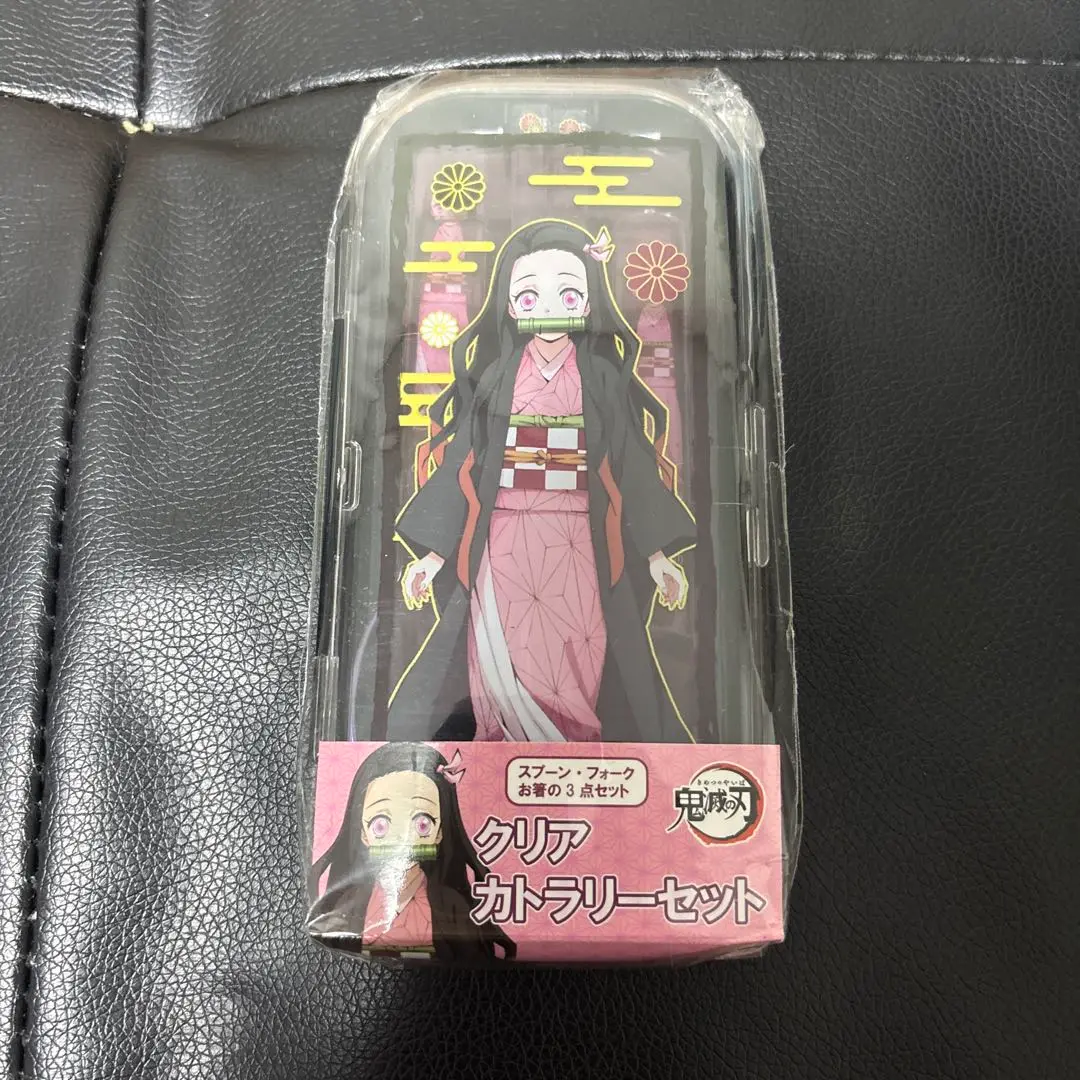 スプーン・フォーク
お箸の3点セット
きめつのやいば
鬼滅の刃
クリア
カトラリーセット